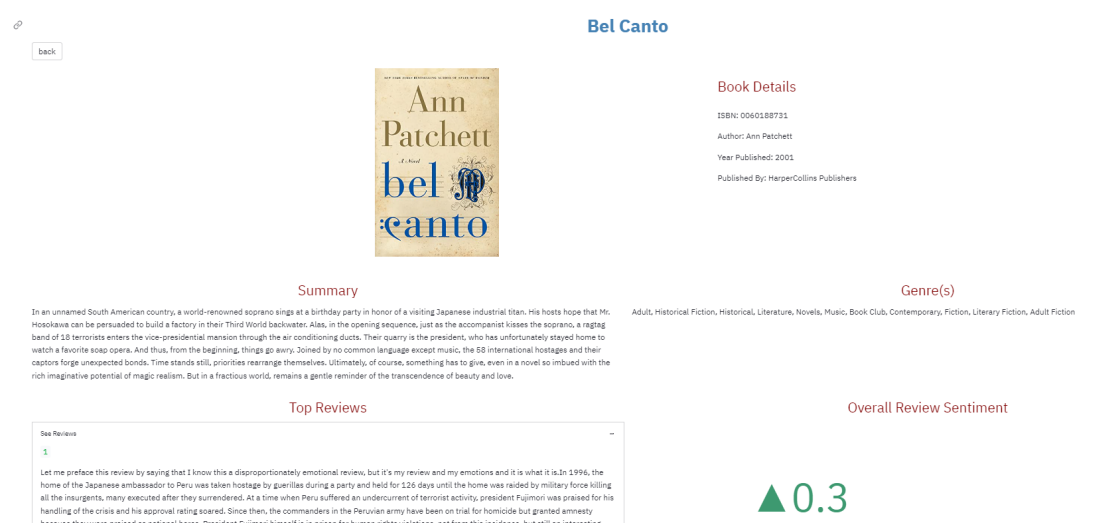 Bel Canto
back
Ann
Patchett
A Novel
bel
canto
Book Details
ISBN: 0060188731
Author: Ann Patchett
Year Published: 2001
Published By: HarperCollins Publishers
Summary
In an unnamed South American country, a world-renowned soprano sings at a birthday party in honor of a visiting Japanese industrial titan. His hosts hope that Mr.
Hosokawa can be persuaded to build a factory in their Third World backwater. Alas, in the opening sequence, just as the accompanist kisses the soprano, a ragtag
band of 18 terrorists enters the vice-presidential mansion through the air conditioning ducts. Their quarry is the president, who has unfortunately stayed home to
watch a favorite soap opera. And thus, from the beginning, things go awry. Joined by no common language except music, the 58 international hostages and their
captors forge unexpected bonds. Time stands still, priorities rearrange themselves. Ultimately, of course, something has to give, even in a novel so imbued with the
rich imaginative potential of magic realism. But in a fractious world, remains a gentle reminder of the transcendence of beauty and love.
Genre(s)
Adult, Historical Fiction, Historical, Literature, Novels, Music, Book Club, Contemporary, Fiction, Literary Fiction, Adult Fiction
Top Reviews
See Reviews
1
Let me preface this review by saying that I know this a disproportionately emotional review, but it's my review and my emotions and it is what it is.In 1996, the
home of the Japanese ambassador to Peru was taken hostage by guerillas during a party and held for 126 days until the home was raided by military force killing
all the insurgents, many executed after they surrendered. At a time when Peru suffered an undercurrent of terrorist activity, president Fujimori was praised for his
handling of the crisis and his approval rating soared. Since then, the commanders in the Peruvian army have been on trial for homicide but granted amnesty
Overall Review Sentiment
▲0.3